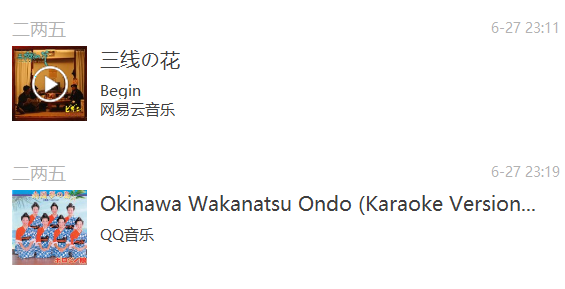 二两五
6-27 23:11
三线の花
Begin
网易云音乐
二两五
6-27 23:19
Okinawa Wakanatsu Ondo (Karaoke Version...
QQ音乐